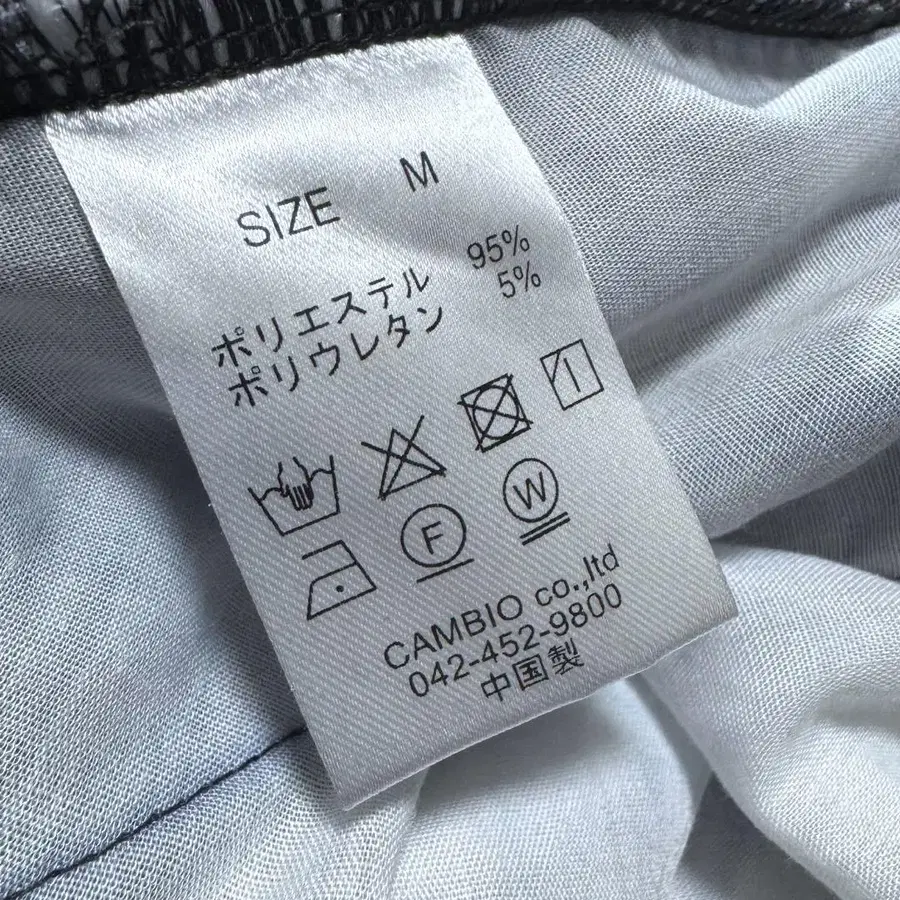 SIZE M
ポリエステル 95%
ポリウレタン 5%
F W
CAMBIO co.,ltd
042-452-9800
中国製